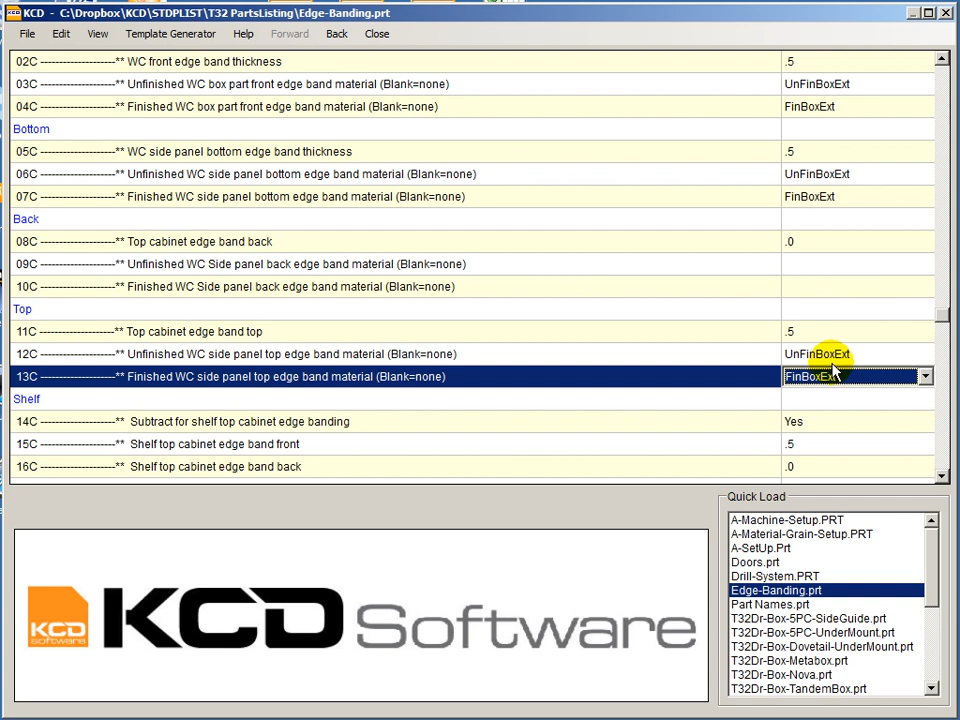 KCD - C:\Dropbox\KCD\STDPLIST\T32 PartsListing\Edge-Banding.prt
File Edit View Template Generator Help Forward Back Close
02C ---------------------** WC front edge band thickness .5
03C ---------------------** Unfinished WC box part front edge band material (Blank=none) UnFinBoxExt
04C ---------------------** Finished WC box part front edge band material (Blank=none) FinBoxExt
Bottom
05C ---------------------** WC side panel bottom edge band thickness .5
06C ---------------------** Unfinished WC side panel bottom edge band material (Blank=none) UnFinBoxExt
07C ---------------------** Finished WC side panel bottom edge band material (Blank=none) FinBoxExt
Back
08C ---------------------** Top cabinet edge band back .0
09C ---------------------** Unfinished WC Side panel back edge band material (Blank=none)
10C ---------------------** Finished WC Side panel back edge band material (Blank=none)
Top
11C ---------------------** Top cabinet edge band top .5
12C ---------------------** Unfinished WC side panel top edge band material (Blank=none) UnFinBoxExt
13C ---------------------** Finished WC side panel top edge band material (Blank=none) FinBoxExt
Shelf
14C ---------------------** Subtract for shelf top cabinet edge banding Yes
15C ---------------------** Shelf top cabinet edge band front .5
16C ---------------------** Shelf top cabinet edge band back .0
Quick Load
A-Machine-Setup.PRT
A-Material-Grain-Setup.PRT
A-SetUp.Prt
Doors.prt
Drill-System.PRT
Edge-Banding.prt
Part Names.prt
T32Dr-Box-5PC-SideGuide.prt
T32Dr-Box-5PC-UnderMount.prt
T32Dr-Box-Dovetail-UnderMount.prt
T32Dr-Box-Metabox.prt
T32Dr-Box-Nova.prt
T32Dr-Box-TandemBox.prt
KCD software
KCD Software